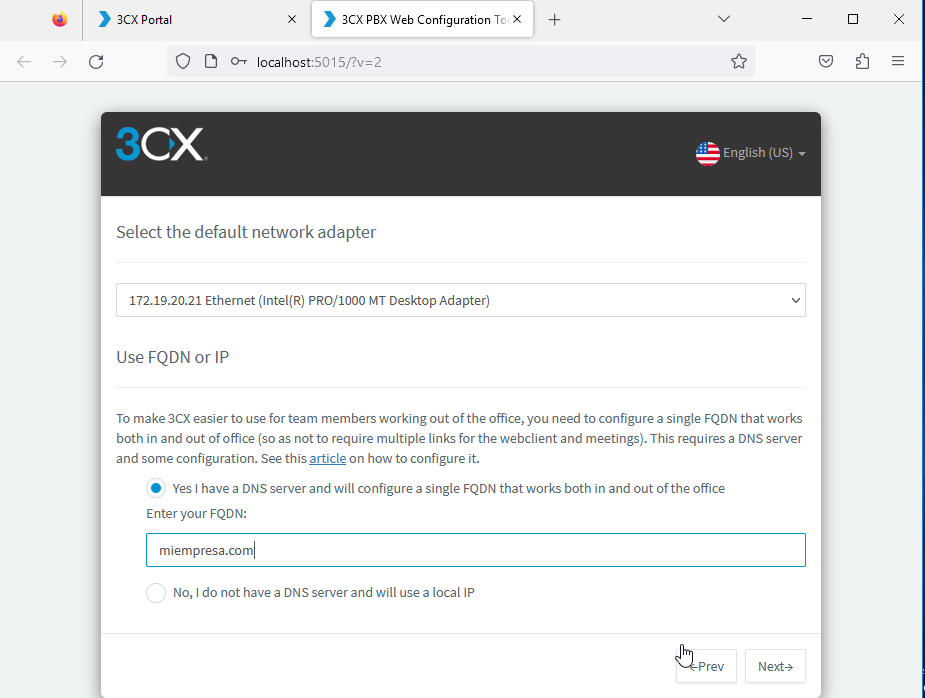 3CX Portal
3CX PBX Web Configuration To
localhost:5015/?v=2
3CX
English (US)
Select the default network adapter
172.19.20.21 Ethernet (Intel(R) PRO/1000 MT Desktop Adapter)
Use FQDN or IP
To make 3CX easier to use for team members working out of the office, you need to configure a single FQDN that works
both in and out of office (so as not to require multiple links for the webclient and meetings). This requires a DNS server
and some configuration. See this article on how to configure it.
Yes I have a DNS server and will configure a single FQDN that works both in and out of the office
Enter your FQDN:
miempresa.com
No, I do not have a DNS server and will use a local IP
←Prev
Next→